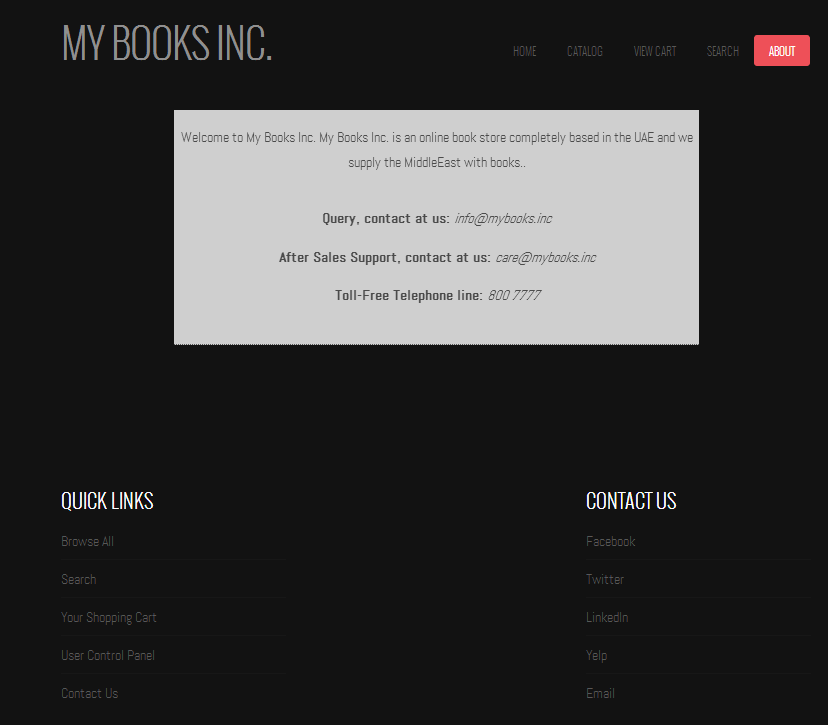 MY BOOKS INC.
HOME CATALOG VIEW CART SEARCH ABOUT
Welcome to My Books Inc. My Books Inc. is an online book store completely based in the UAE and we
supply the MiddleEast with books..
Query, contact at us: info@mybooks.inc
After Sales Support, contact at us: care@mybooks.inc
Toll-Free Telephone line: 800 7777
QUICK LINKS
Browse All
Search
Your Shopping Cart
User Control Panel
Contact Us
CONTACT US
Facebook
Twitter
LinkedIn
Yelp
Email